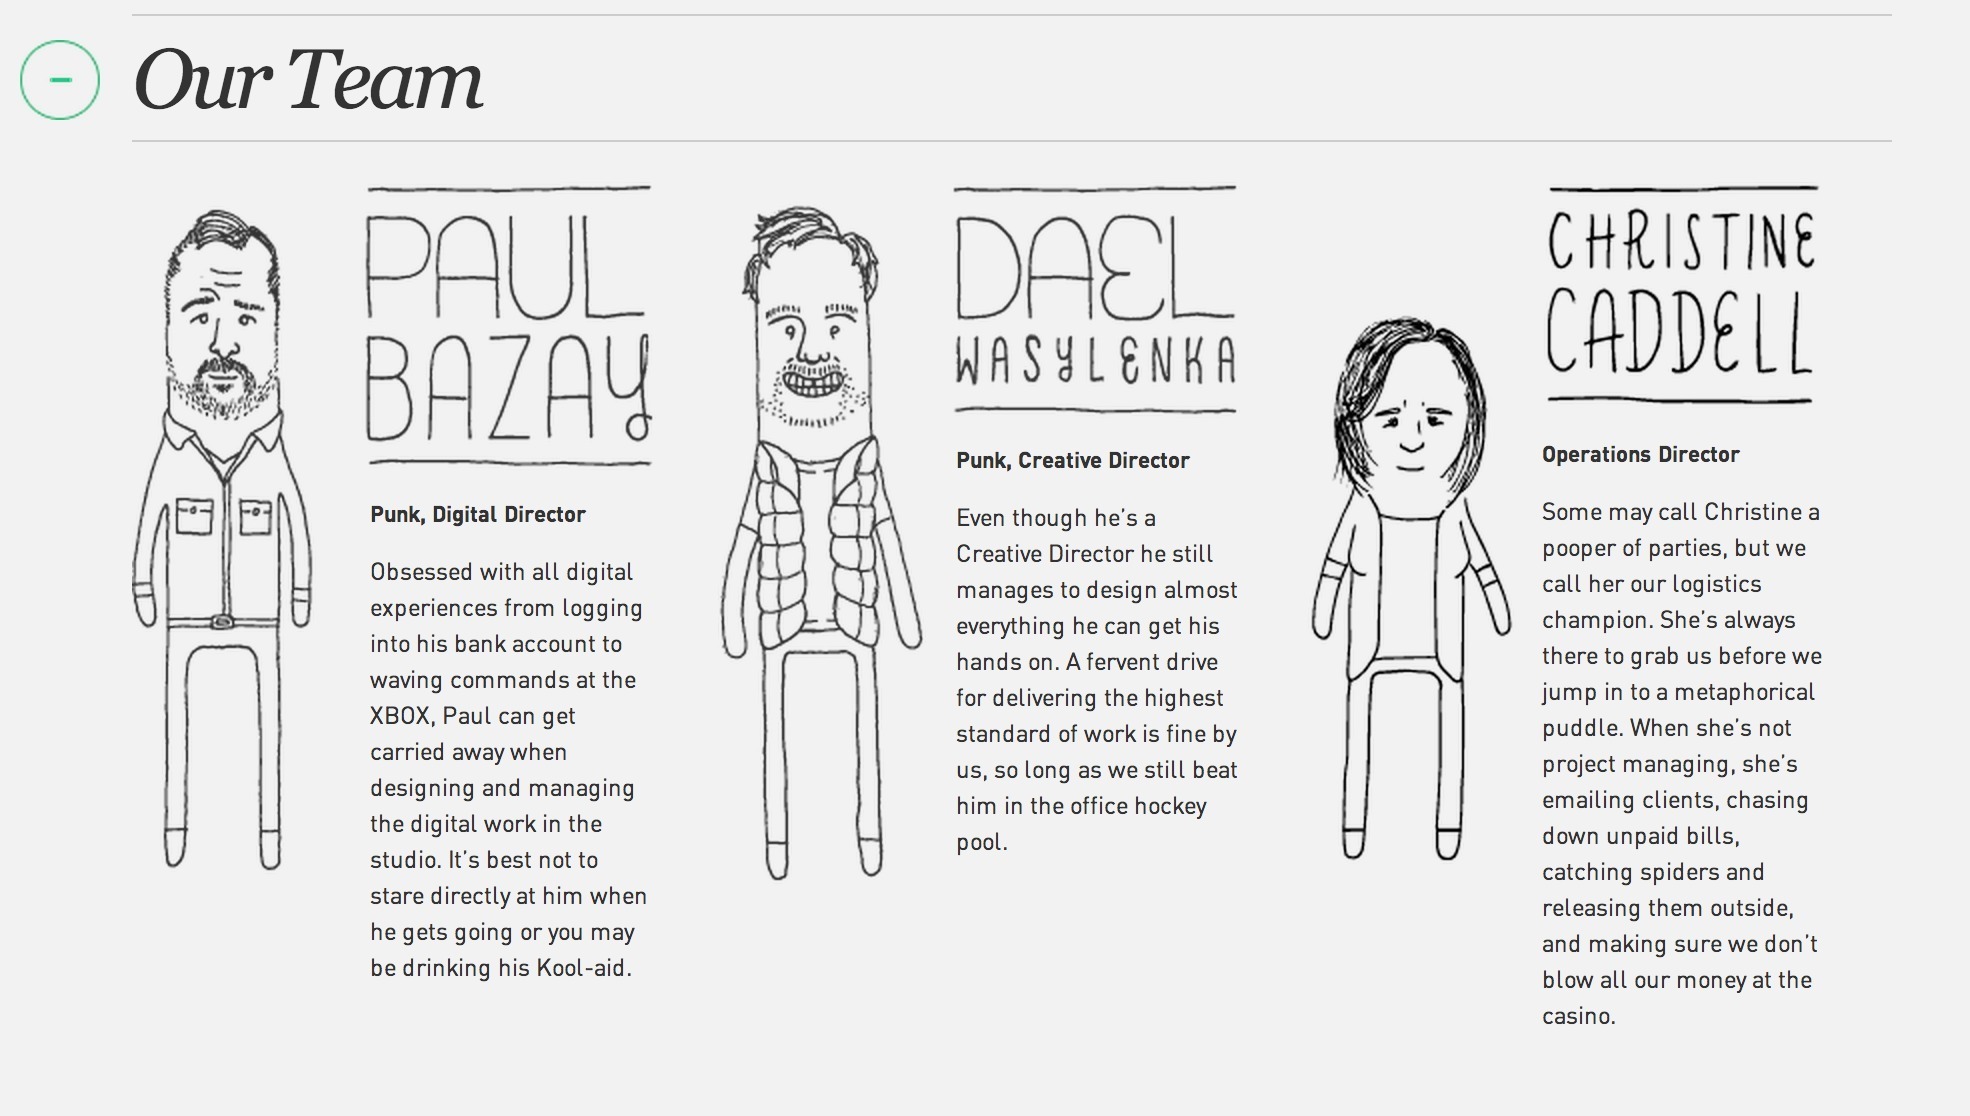 Our Team
PAUL
BAZAY
Punk, Digital Director
Obsessed with all digital
experiences from logging
into his bank account to
waving commands at the
XBOX, Paul can get
carried away when
designing and managing
the digital work in the
studio. It's best not to
stare directly at him when
he gets going or you may
be drinking his Kool-aid.
DAEL
WASYLENKA
Punk, Creative Director
Even though he's a
Creative Director he still
manages to design almost
everything he can get his
hands on. A fervent drive
for delivering the highest
standard of work is fine by
us, so long as we still beat
him in the office hockey
pool.
CHRISTINE
CADDELL
Operations Director
Some may call Christine a
pooper of parties, but we
call her our logistics
champion. She's always
there to grab us before we
jump in to a metaphorical
puddle. When she's not
project managing, she's
emailing clients, chasing
down unpaid bills,
catching spiders and
releasing them outside,
and making sure we don't
blow all our money at the
casino.